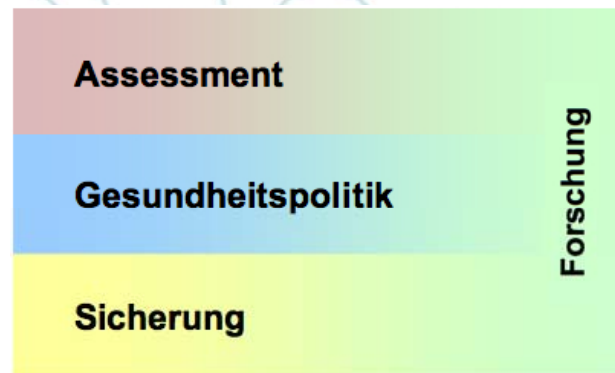 Assessment
Gesundheitspolitik
Sicherung
Forschung